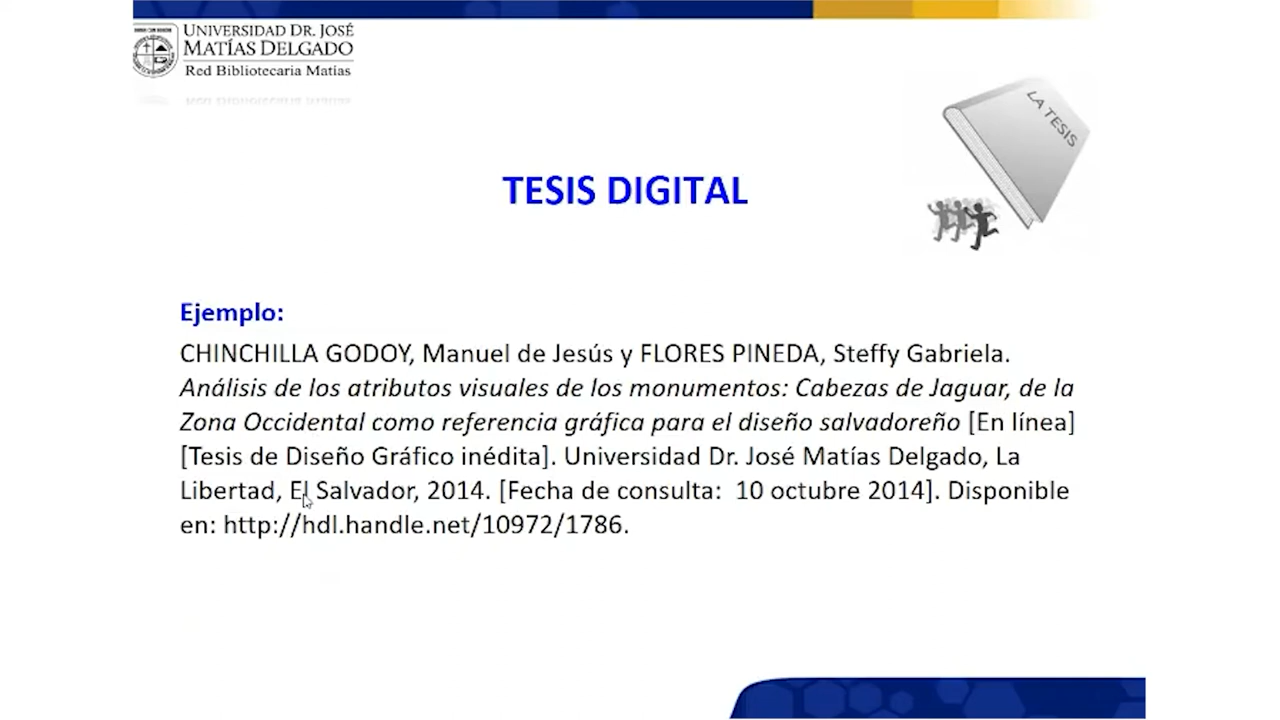 UNIVERSIDAD DR. JOSÉ
MATÍAS DELGADO
Red Bibliotecaria Matías
LA TESIS
TESIS DIGITAL
Ejemplo:
CHINCHILLA GODOY, Manuel de Jesús y FLORES PINEDA, Steffy Gabriela.
Análisis de los atributos visuales de los monumentos: Cabezas de Jaguar, de la
Zona Occidental como referencia gráfica para el diseño salvadoreño [En línea]
[Tesis de Diseño Gráfico inédita]. Universidad Dr. José Matías Delgado, La
Libertad, El Salvador, 2014. [Fecha de consulta: 10 octubre 2014]. Disponible
en: http://hdl.handle.net/10972/1786.